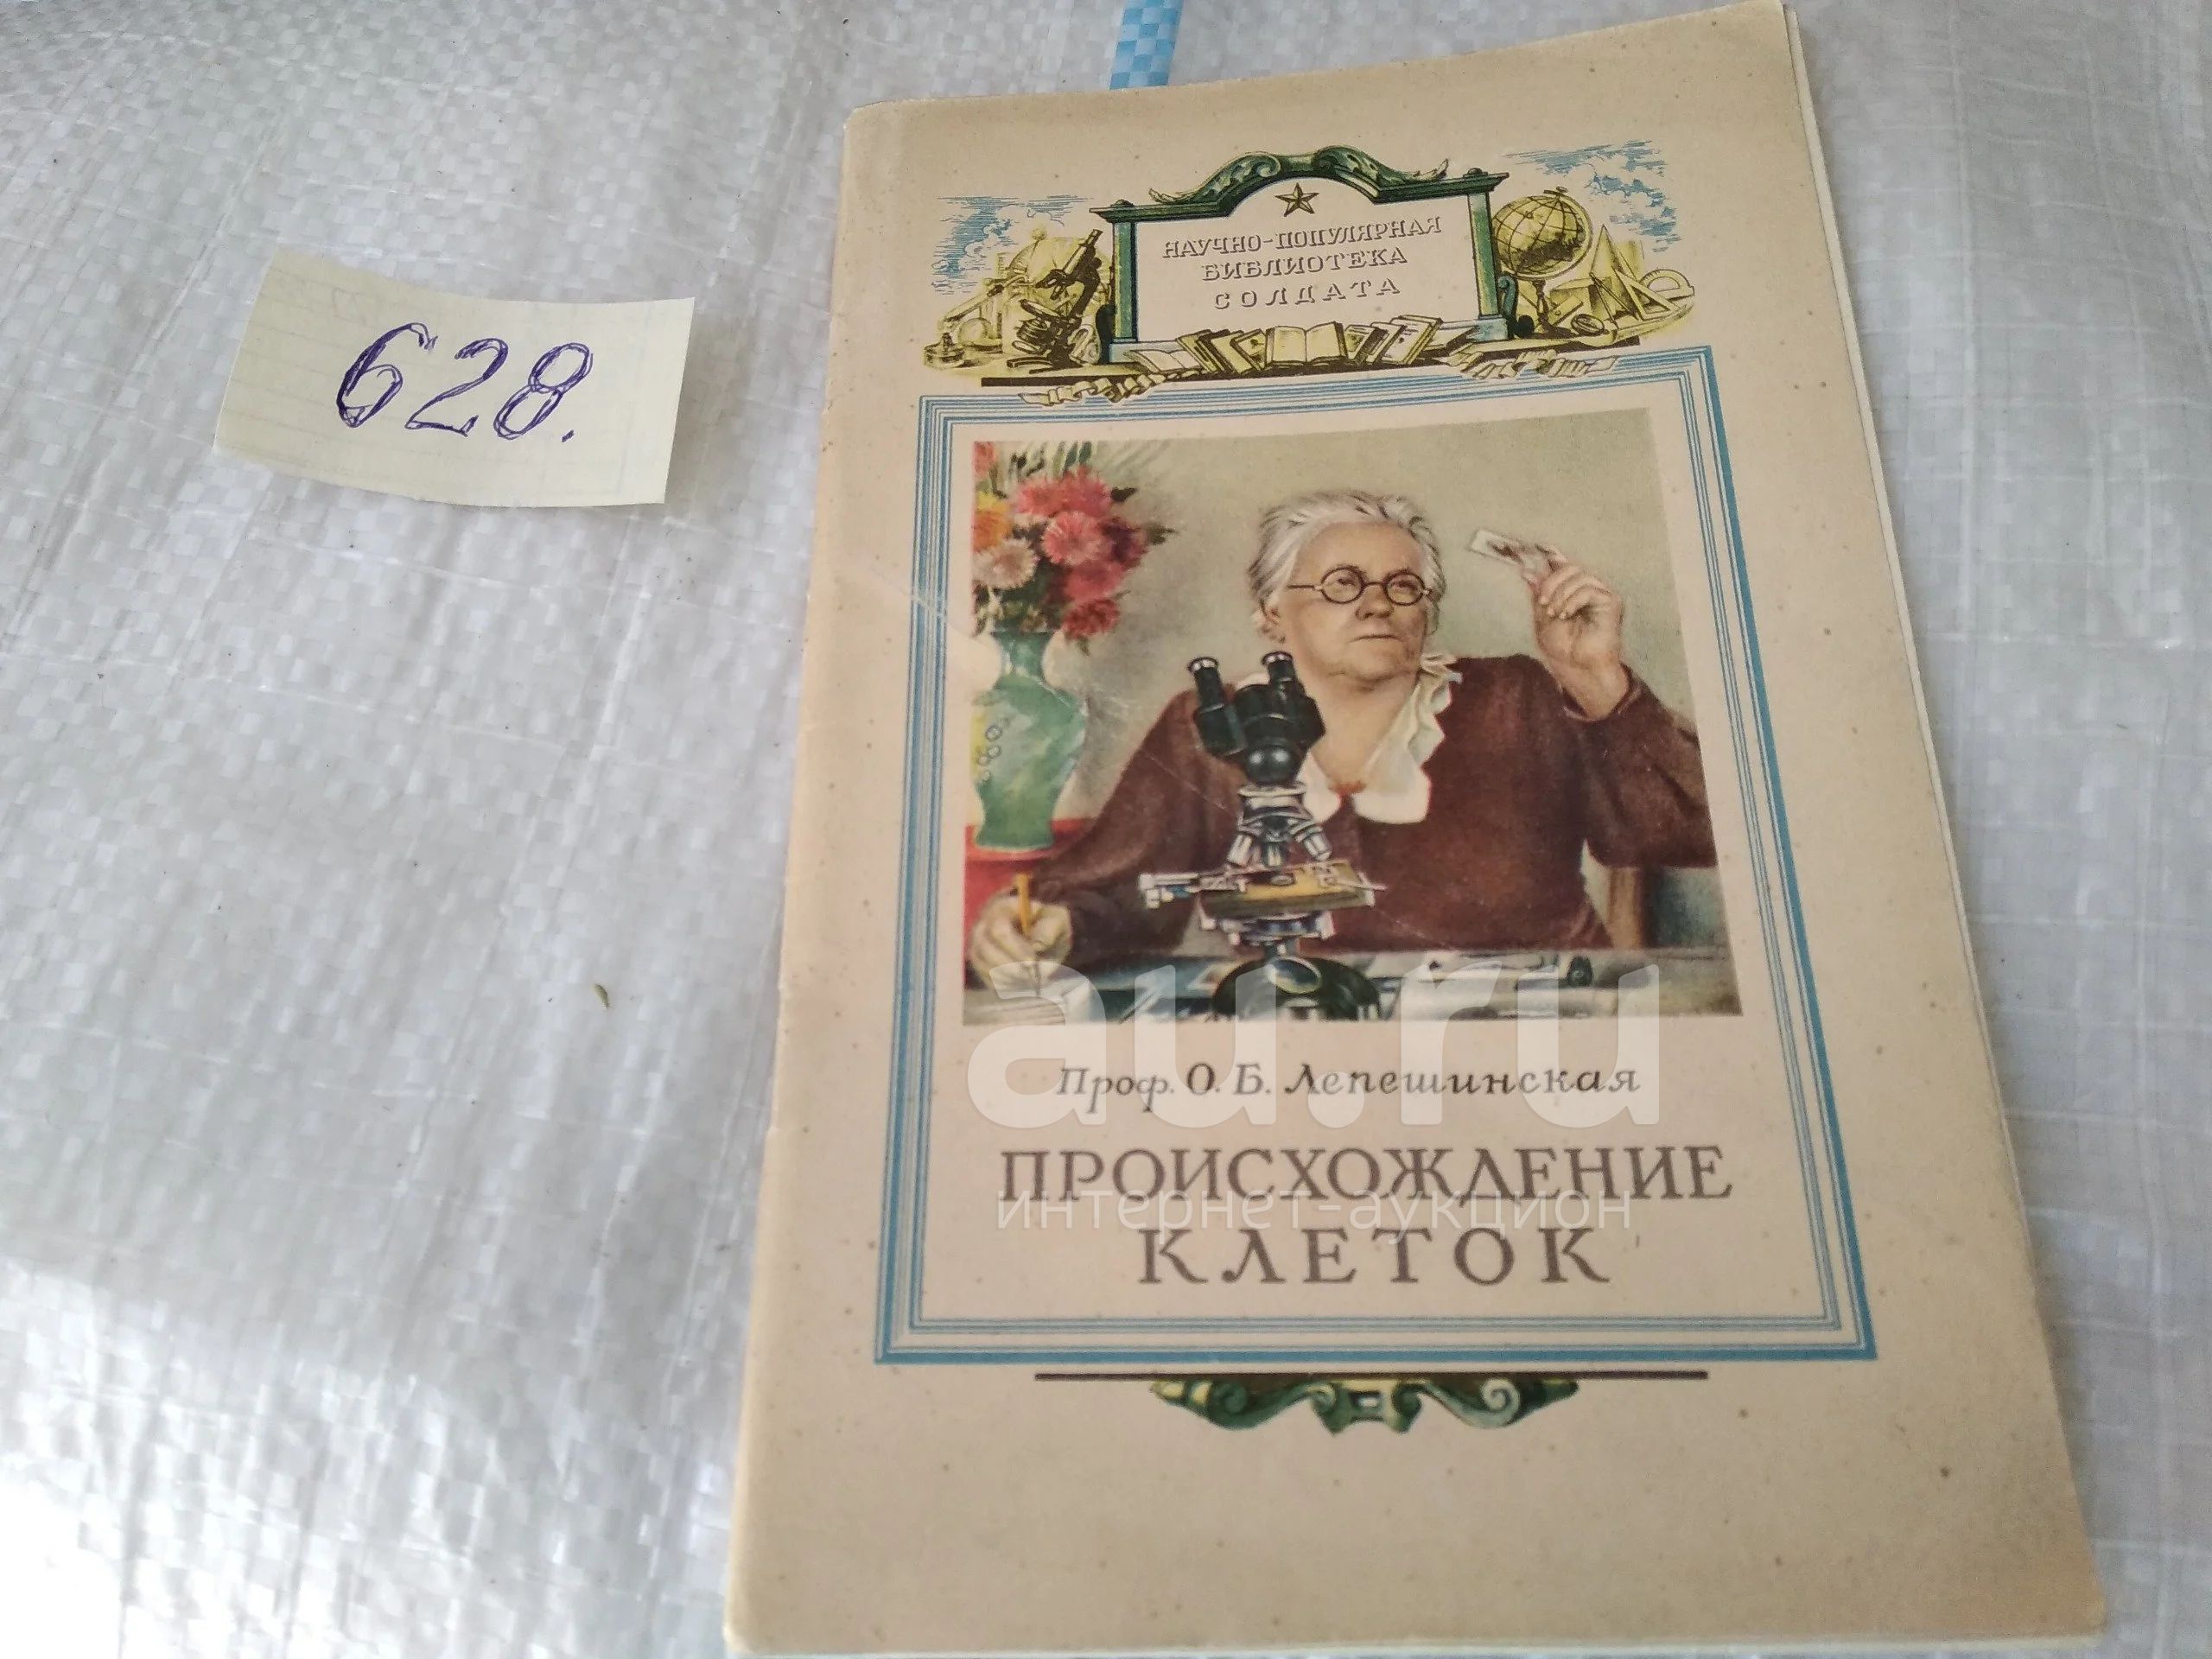 628.
НАУЧНО-ПОПУЛЯРНАЯ
БИБЛИОТЕКА
СОЛДАТА
Проф. О. Б. Лепешинская
ПРОИСХОЖДЕНИЕ
КЛЕТОК
au.ru
интернет-аукцион